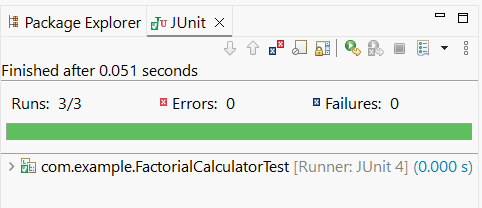 Package Explorer JUnit
Finished after 0.051 seconds
Runs: 3/3 Errors: 0 Failures: 0
com.example.FactorialCalculatorTest [Runner: JUnit 4] (0.000 s)